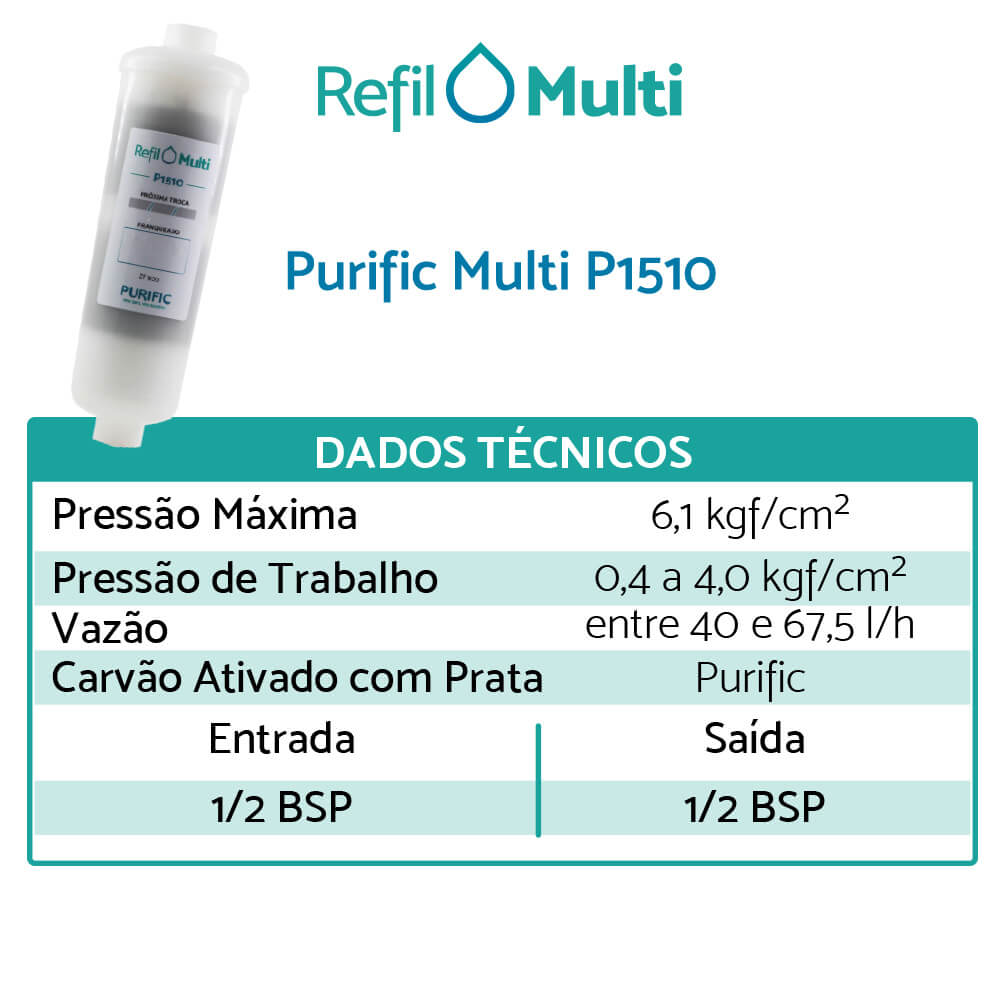 Refil Multi
Refil Multi
P1510
PRÓXIMA TROCA
FRANQUEADO
PURIFIC
Purific Multi P1510
DADOS TÉCNICOS
Pressão Máxima 6,1 kgf/cm²
Pressão de Trabalho 0,4 a 4,0 kgf/cm²
Vazão entre 40 e 67,5 l/h
Carvão Ativado com Prata Purific
Entrada Saída
1/2 BSP 1/2 BSP